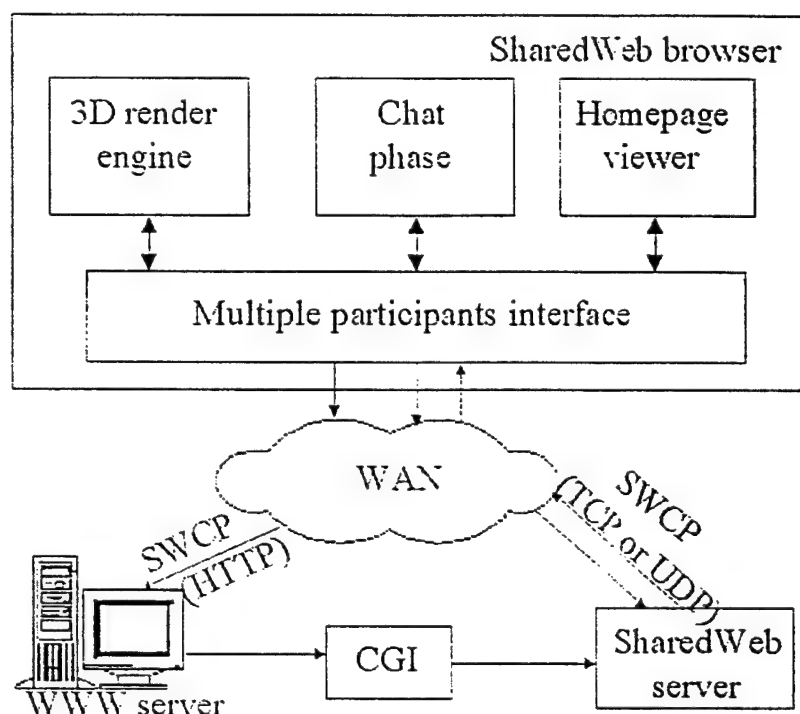 SharedWeb browser
3D render
engine
Chat
phase
Homepage
viewer
Multiple participants interface
WAN
SWCP
(HTTP)
SWCP
(TCP or UDP)
WWW server
CGI
SharedWeb
server